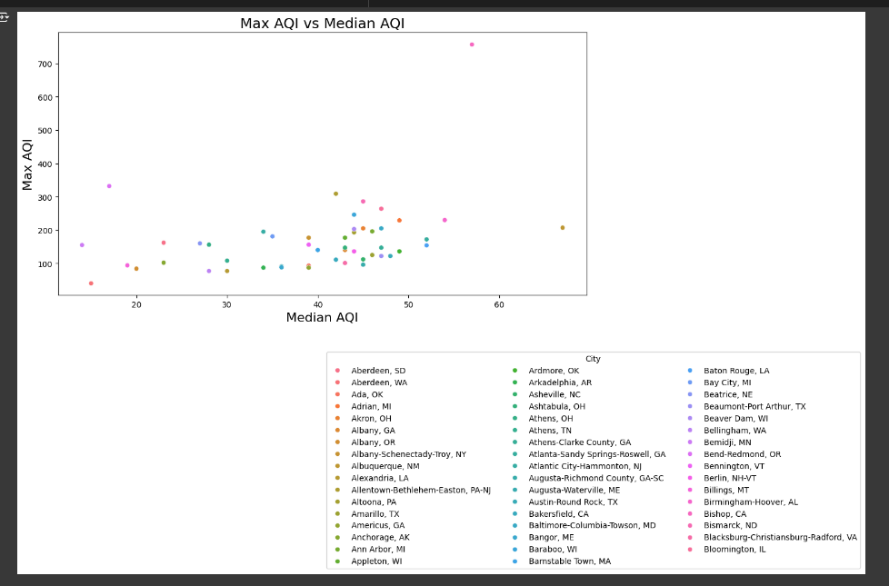 Max AQI vs Median AQI
700
600
500
400
300
200
100
Max AQI
20 30 40 50 60
Median AQI
City
Aberdeen, SD
Aberdeen, WA
Ada, OK
Adrian, MI
Akron, OH
Albany, GA
Albany, OR
Albany-Schenectady-Troy, NY
Albuquerque, NM
Alexandria, LA
Allentown-Bethlehem-Easton, PA-NJ
Altoona, PA
Amarillo, TX
Americus, GA
Anchorage, AK
Ann Arbor, MI
Appleton, WI
Ardmore, OK
Arkadelphia, AR
Asheville, NC
Ashtabula, OH
Athens, OH
Athens, TN
Athens-Clarke County, GA
Atlanta-Sandy Springs-Roswell, GA
Atlantic City-Hammonton, NJ
Augusta-Richmond County, GA-SC
Augusta-Waterville, ME
Austin-Round Rock, TX
Bakersfield, CA
Baltimore-Columbia-Towson, MD
Bangor, ME
Baraboo, WI
Barnstable Town, MA
Baton Rouge, LA
Bay City, MI
Beatrice, NE
Beaumont-Port Arthur, TX
Beaver Dam, WI
Bellingham, WA
Bemidji, MN
Bend-Redmond, OR
Bennington, VT
Berlin, NH-VT
Billings, MT
Birmingham-Hoover, AL
Bishop, CA
Bismarck, ND
Blacksburg-Christiansburg-Radford, VA
Bloomington, IL